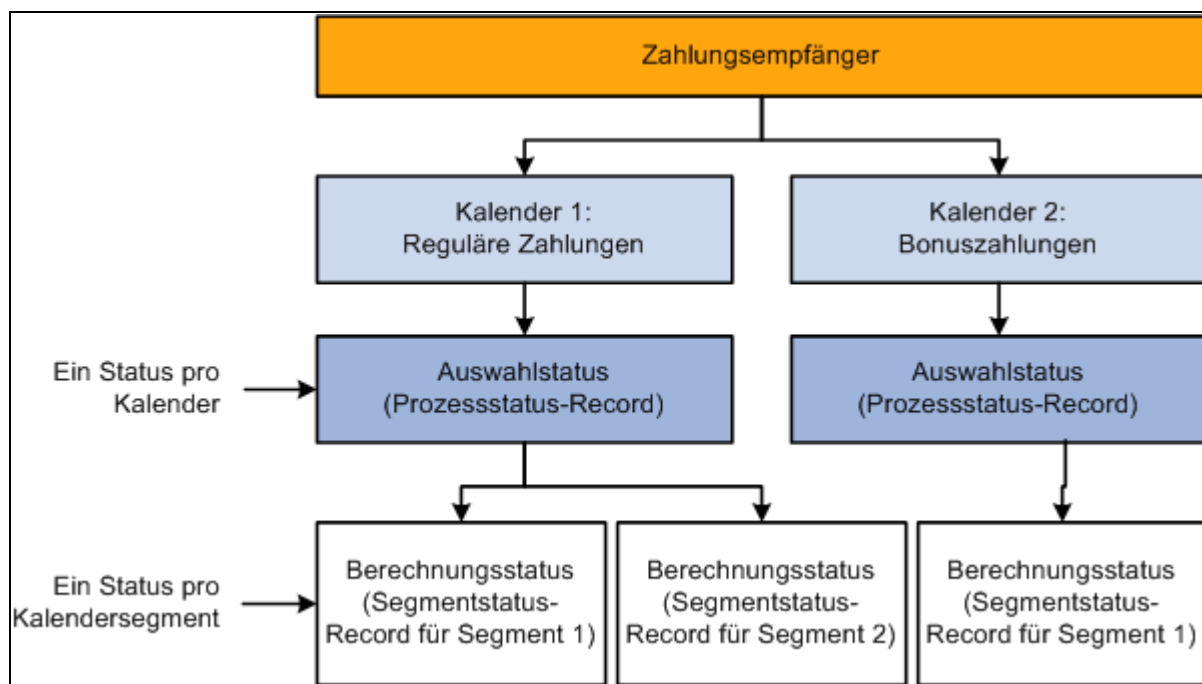 Zahlungsempfänger
Kalender 1:
Reguläre Zahlungen
Kalender 2:
Bonuszahlungen
Ein Status pro
Kalender
Auswahlstatus
(Prozessstatus-Record)
Auswahlstatus
(Prozessstatus-Record)
Ein Status pro
Kalendersegment
Berechnungsstatus
(Segmentstatus-
Record für Segment 1)
Berechnungsstatus
(Segmentstatus-
Record für Segment 2)
Berechnungsstatus
(Segmentstatus-
Record für Segment 1)